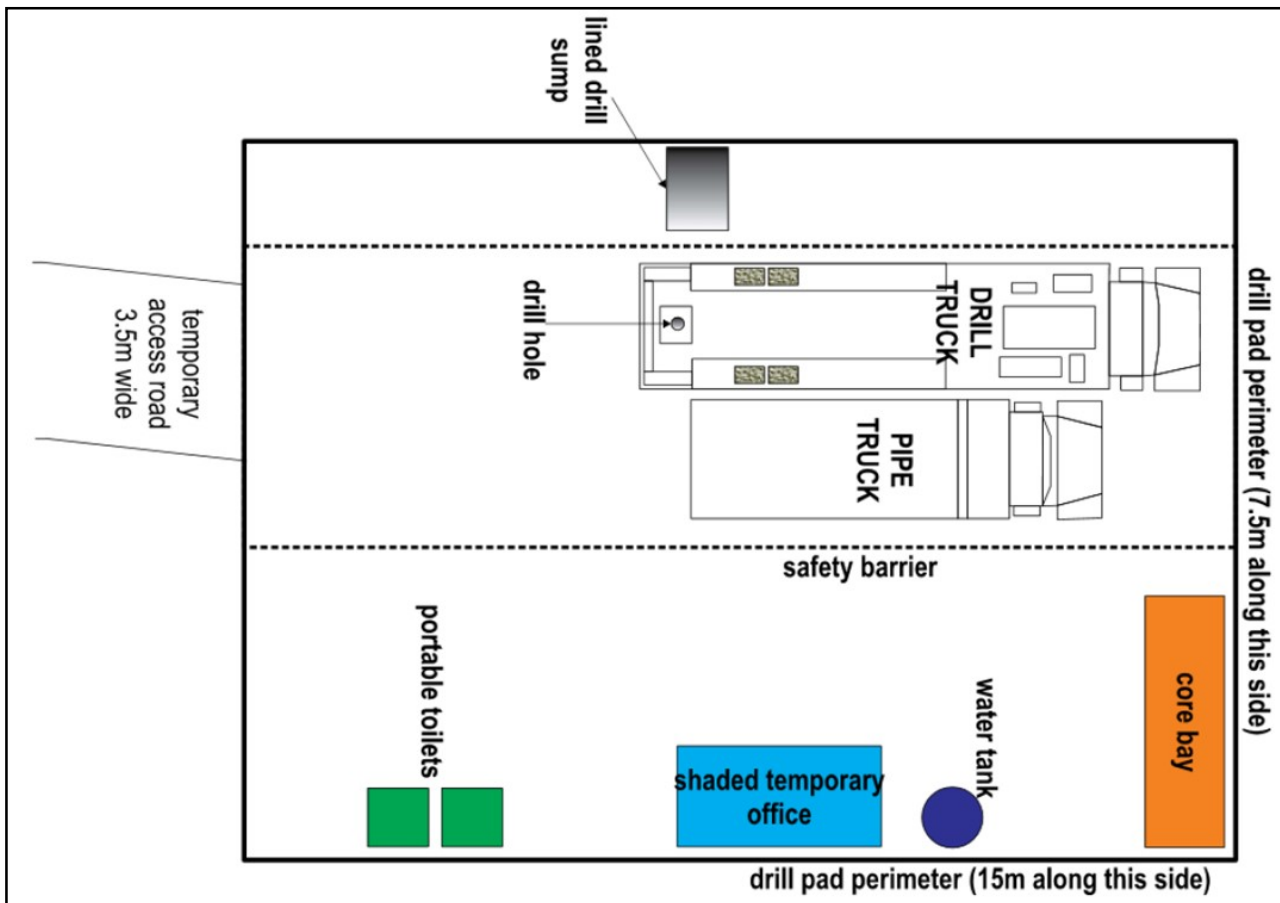 lined drill
sump
drill hole
DRILL
TRUCK
PIPE
TRUCK
temporary
access road
3.5m wide
drill pad perimeter (7.5m along this side)
safety barrier
portable toilets
shaded temporary
office
water tank
core bay
drill pad perimeter (15m along this side)